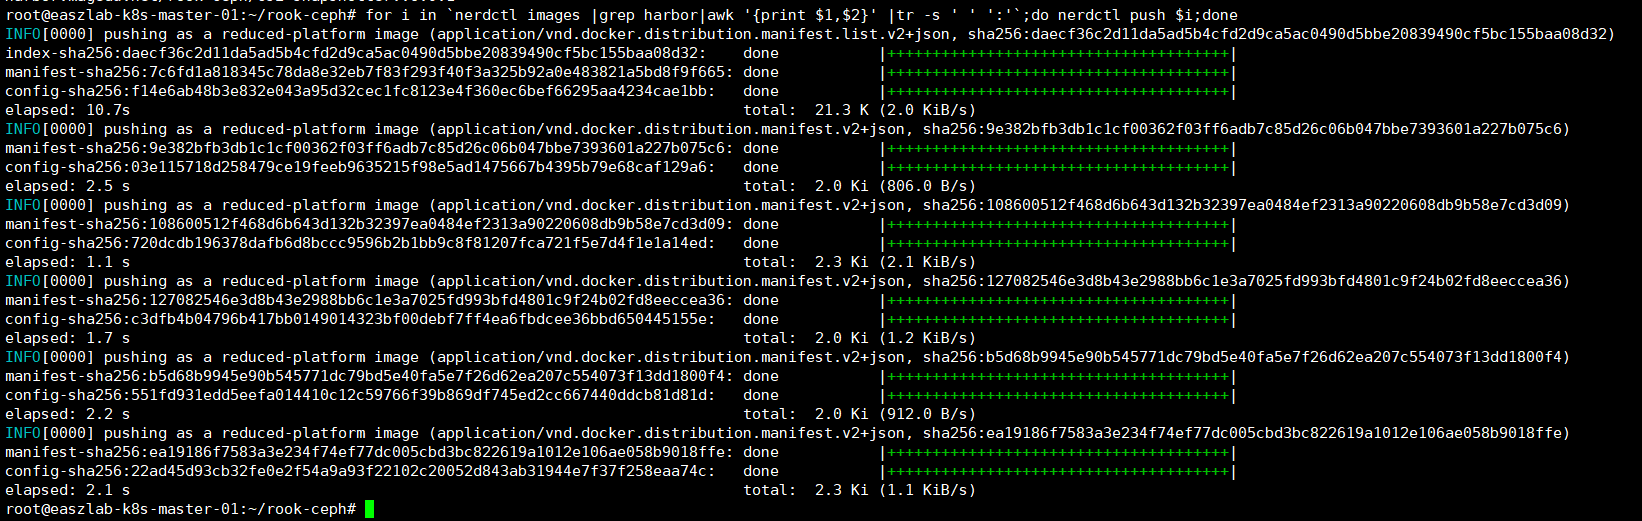 root@easzlab-k8s-master-01:~/rook-ceph# for i in `nerdctl images |grep harbor|awk '{print $1,$2}' |tr -s ' ' ':'`;do nerdctl push $i;done
INFO[0000] pushing as a reduced-platform image (application/vnd.docker.distribution.manifest.list.v2+json, sha256:daecf36c2d11da5ad5b4cfd2d9ca5ac0490d5bbe20839490cf5bc155baa08d32)
index-sha256:daecf36c2d11da5ad5b4cfd2d9ca5ac0490d5bbe20839490cf5bc155baa08d32:    done           |++++++++++++++++++++++++++++++++++++++|
manifest-sha256:7c6fd1a818345c78da8e32eb7f83f293f40f3a325b92a0e483821a5bd8f9f665: done           |++++++++++++++++++++++++++++++++++++++|
config-sha256:f14e6ab48b3e832e043a95d32cec1fc8123e4f360ec6bef66295aa4234cae1bb:   done           |++++++++++++++++++++++++++++++++++++++|
elapsed: 10.7s                                                                    total:  21.3 K (2.0 KiB/s)
INFO[0000] pushing as a reduced-platform image (application/vnd.docker.distribution.manifest.v2+json, sha256:9e382bfb3db1c1cf00362f03ff6adb7c85d26c06b047bbe7393601a227b075c6)
manifest-sha256:9e382bfb3db1c1cf00362f03ff6adb7c85d26c06b047bbe7393601a227b075c6: done           |++++++++++++++++++++++++++++++++++++++|
config-sha256:03e115718d258479ce19feeb9635215f98e5ad1475667b4395b79e68caf129a6:   done           |++++++++++++++++++++++++++++++++++++++|
elapsed: 2.5 s                                                                    total:  2.0 Ki (806.0 B/s)
INFO[0000] pushing as a reduced-platform image (application/vnd.docker.distribution.manifest.v2+json, sha256:108600512f468d6b643d132b32397ea0484ef2313a90220608db9b58e7cd3d09)
manifest-sha256:108600512f468d6b643d132b32397ea0484ef2313a90220608db9b58e7cd3d09: done           |++++++++++++++++++++++++++++++++++++++|
config-sha256:720dcdb196378dafb6d8bccc9596b2b1bb9c8f81207fca721f5e7d4f1e1a14ed:   done           |++++++++++++++++++++++++++++++++++++++|
elapsed: 1.1 s                                                                    total:  2.3 Ki (2.1 KiB/s)
INFO[0000] pushing as a reduced-platform image (application/vnd.docker.distribution.manifest.v2+json, sha256:127082546e3d8b43e2988bb6c1e3a7025fd993bfd4801c9f24b02fd8eeccea36)
manifest-sha256:127082546e3d8b43e2988bb6c1e3a7025fd993bfd4801c9f24b02fd8eeccea36: done           |++++++++++++++++++++++++++++++++++++++|
config-sha256:c3dfb4b04796b417bb0149014323bf00debf7ff4ea6fbdcee36bbd650445155e:   done           |++++++++++++++++++++++++++++++++++++++|
elapsed: 1.7 s                                                                    total:  2.0 Ki (1.2 KiB/s)
INFO[0000] pushing as a reduced-platform image (application/vnd.docker.distribution.manifest.v2+json, sha256:b5d68b9945e90b545771dc79bd5e40fa5e7f26d62ea207c554073f13dd1800f4)
manifest-sha256:b5d68b9945e90b545771dc79bd5e40fa5e7f26d62ea207c554073f13dd1800f4: done           |++++++++++++++++++++++++++++++++++++++|
config-sha256:551fd931edd5eefa014410c12c59766f39b869df745ed2cc667440ddcb81d81d:   done           |++++++++++++++++++++++++++++++++++++++|
elapsed: 2.2 s                                                                    total:  2.0 Ki (912.0 B/s)
INFO[0000] pushing as a reduced-platform image (application/vnd.docker.distribution.manifest.v2+json, sha256:ea19186f7583a3e234f74ef77dc005cbd3bc822619a1012e106ae058b9018ffe)
manifest-sha256:ea19186f7583a3e234f74ef77dc005cbd3bc822619a1012e106ae058b9018ffe: done           |++++++++++++++++++++++++++++++++++++++|
config-sha256:22ad45d93cb32fe0e2f54a9a93f22102c20052d843ab31944e7f37f258eaa74c:   done           |++++++++++++++++++++++++++++++++++++++|
elapsed: 2.1 s                                                                    total:  2.3 Ki (1.1 KiB/s)
root@easzlab-k8s-master-01:~/rook-ceph#